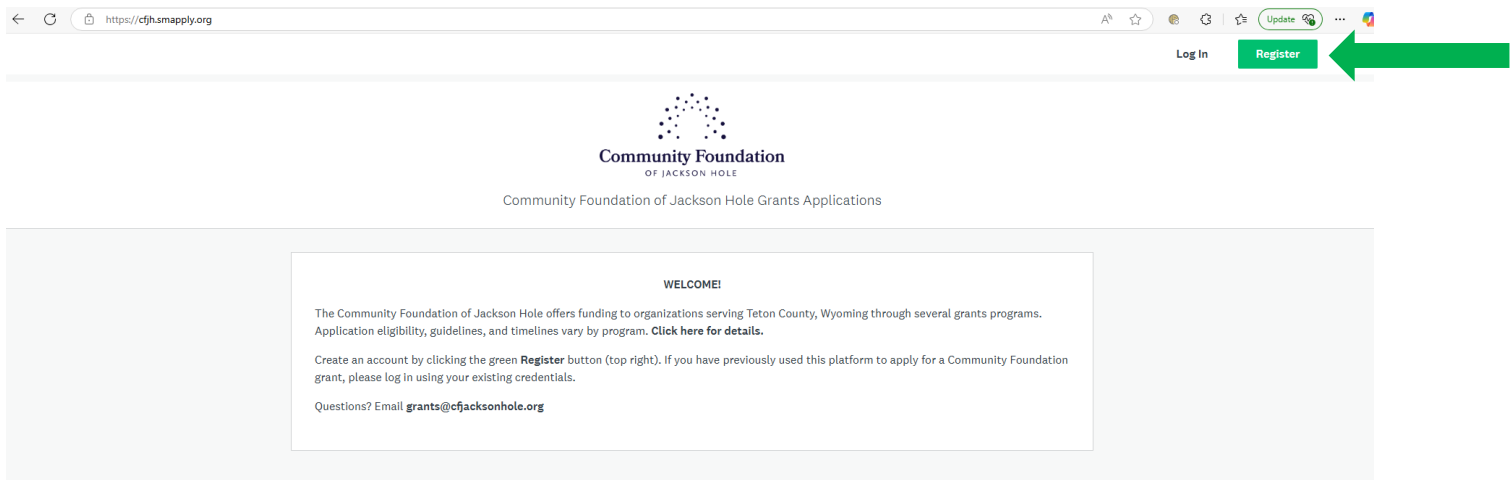 https://cfjh.smapply.org
Update
Log In
Register
Community Foundation
OF JACKSON HOLE
Community Foundation of Jackson Hole Grants Applications
WELCOME!
The Community Foundation of Jackson Hole offers funding to organizations serving Teton County, Wyoming through several grants programs.
Application eligibility, guidelines, and timelines vary by program. Click here for details.
Create an account by clicking the green Register button (top right). If you have previously used this platform to apply for a Community Foundation
grant, please log in using your existing credentials.
Questions? Email grants@cfjacksonhole.org